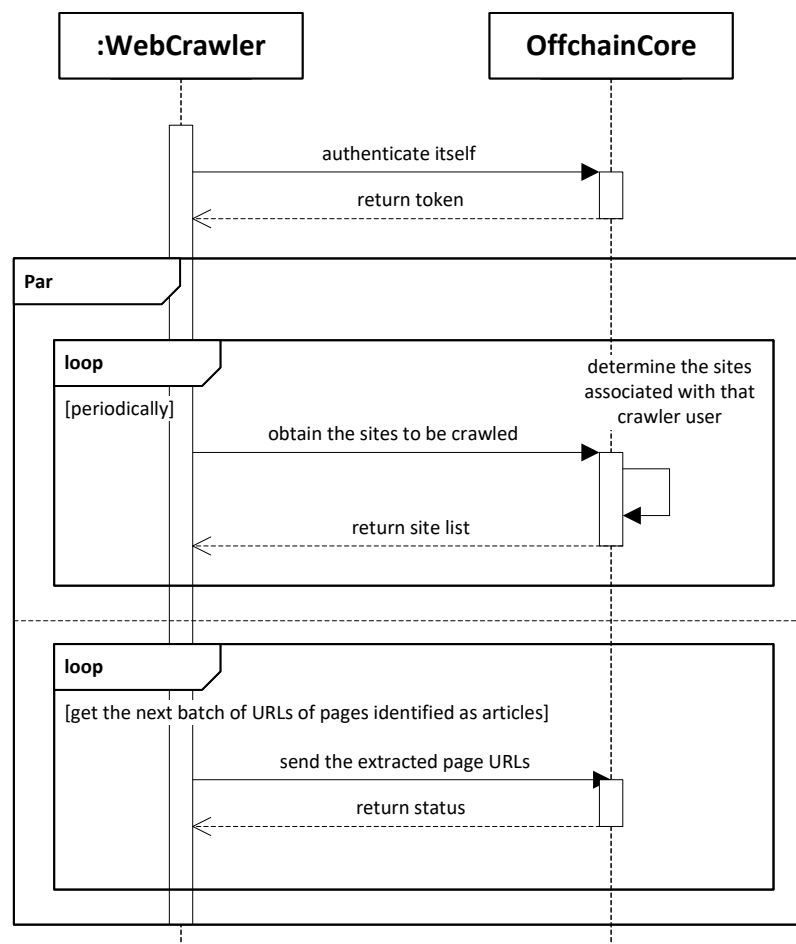 :WebCrawler
OffchainCore
authenticate itself
return token
Par
loop
determine the sites
associated with that
crawler user
[periodically]
obtain the sites to be crawled
return site list
loop
[get the next batch of URLs of pages identified as articles]
send the extracted page URLs
return status